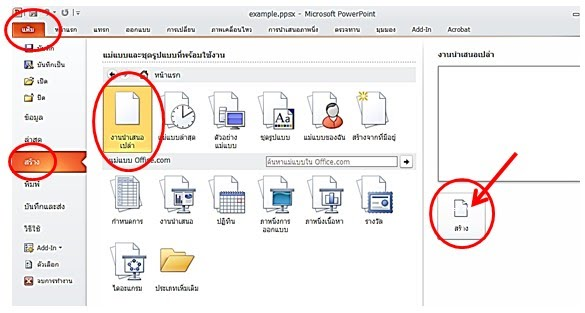 example.ppsx - Microsoft PowerPoint
แฟ้ม หน้าแรก แทรก ออกแบบ การเปลี่ยน ภาพเคลื่อนไหว การนำเสนอภาพนิ่ง ตรวจทาน มุมมอง Add-In Acrobat
บันทึก
บันทึกเป็น
เปิด
ปิด
ข้อมูล
ล่าสุด
สร้าง
พิมพ์
บันทึกและส่ง
วิธีใช้
Add-In
ตัวเลือก
จบการทำงาน
แม่แบบและชุดรูปแบบที่พร้อมใช้งาน
หน้าแรก
งานนำเสนอ
เปล่า
แม่แบบล่าสุด
ตัวอย่าง
แม่แบบ
ชุดรูปแบบ
แม่แบบของฉัน
สร้างจากที่มีอยู่
แม่แบบ Office.com
ค้นหาแม่แบบใน Office.com
กำหนดการ
งานนำเสนอ
ปฏิทิน
ภาพนิ่งการ
ออกแบบ
ภาพนิ่งเนื้อหา
รางวัล
ไดอะแกรม
ประเภทเพิ่มเติม
งานนำเสนอเปล่า
สร้าง